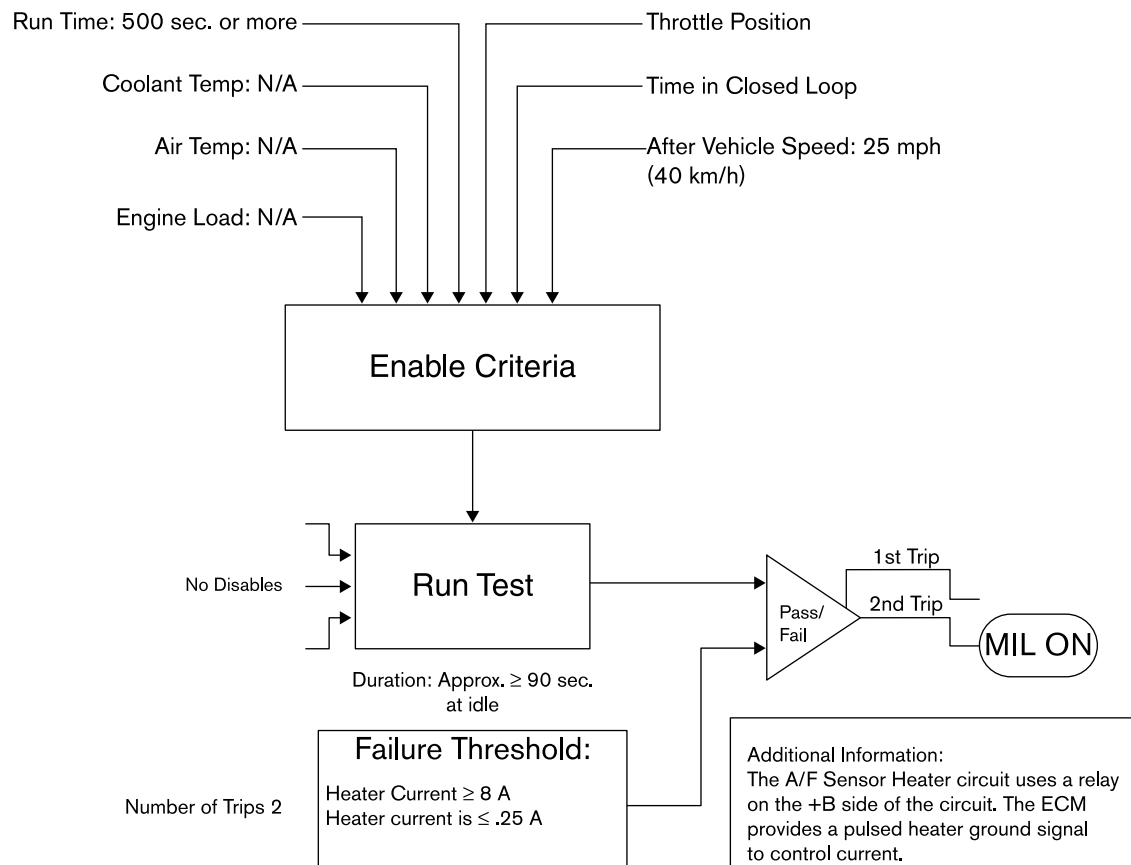 Run Time: 500 sec. or more
Throttle Position
Coolant Temp: N/A
Time in Closed Loop
Air Temp: N/A
After Vehicle Speed: 25 mph
(40 km/h)
Engine Load: N/A
Enable Criteria
No Disables
Run Test
Pass/
Fail
1st Trip
2nd Trip
MIL ON
Duration: Approx. ≥ 90 sec.
at idle
Number of Trips 2
Failure Threshold:
Heater Current ≥ 8 A
Heater current is ≤ .25 A
Additional Information:
The A/F Sensor Heater circuit uses a relay
on the +B side of the circuit. The ECM
provides a pulsed heater ground signal
to control current.